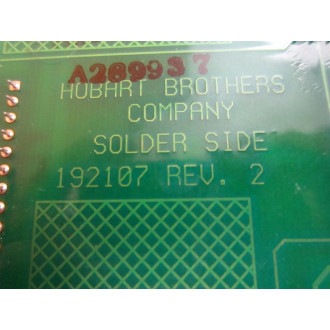 A289937
HOBART BROTHERS
COMPANY
SOLDER SIDE
192107 REV. 2